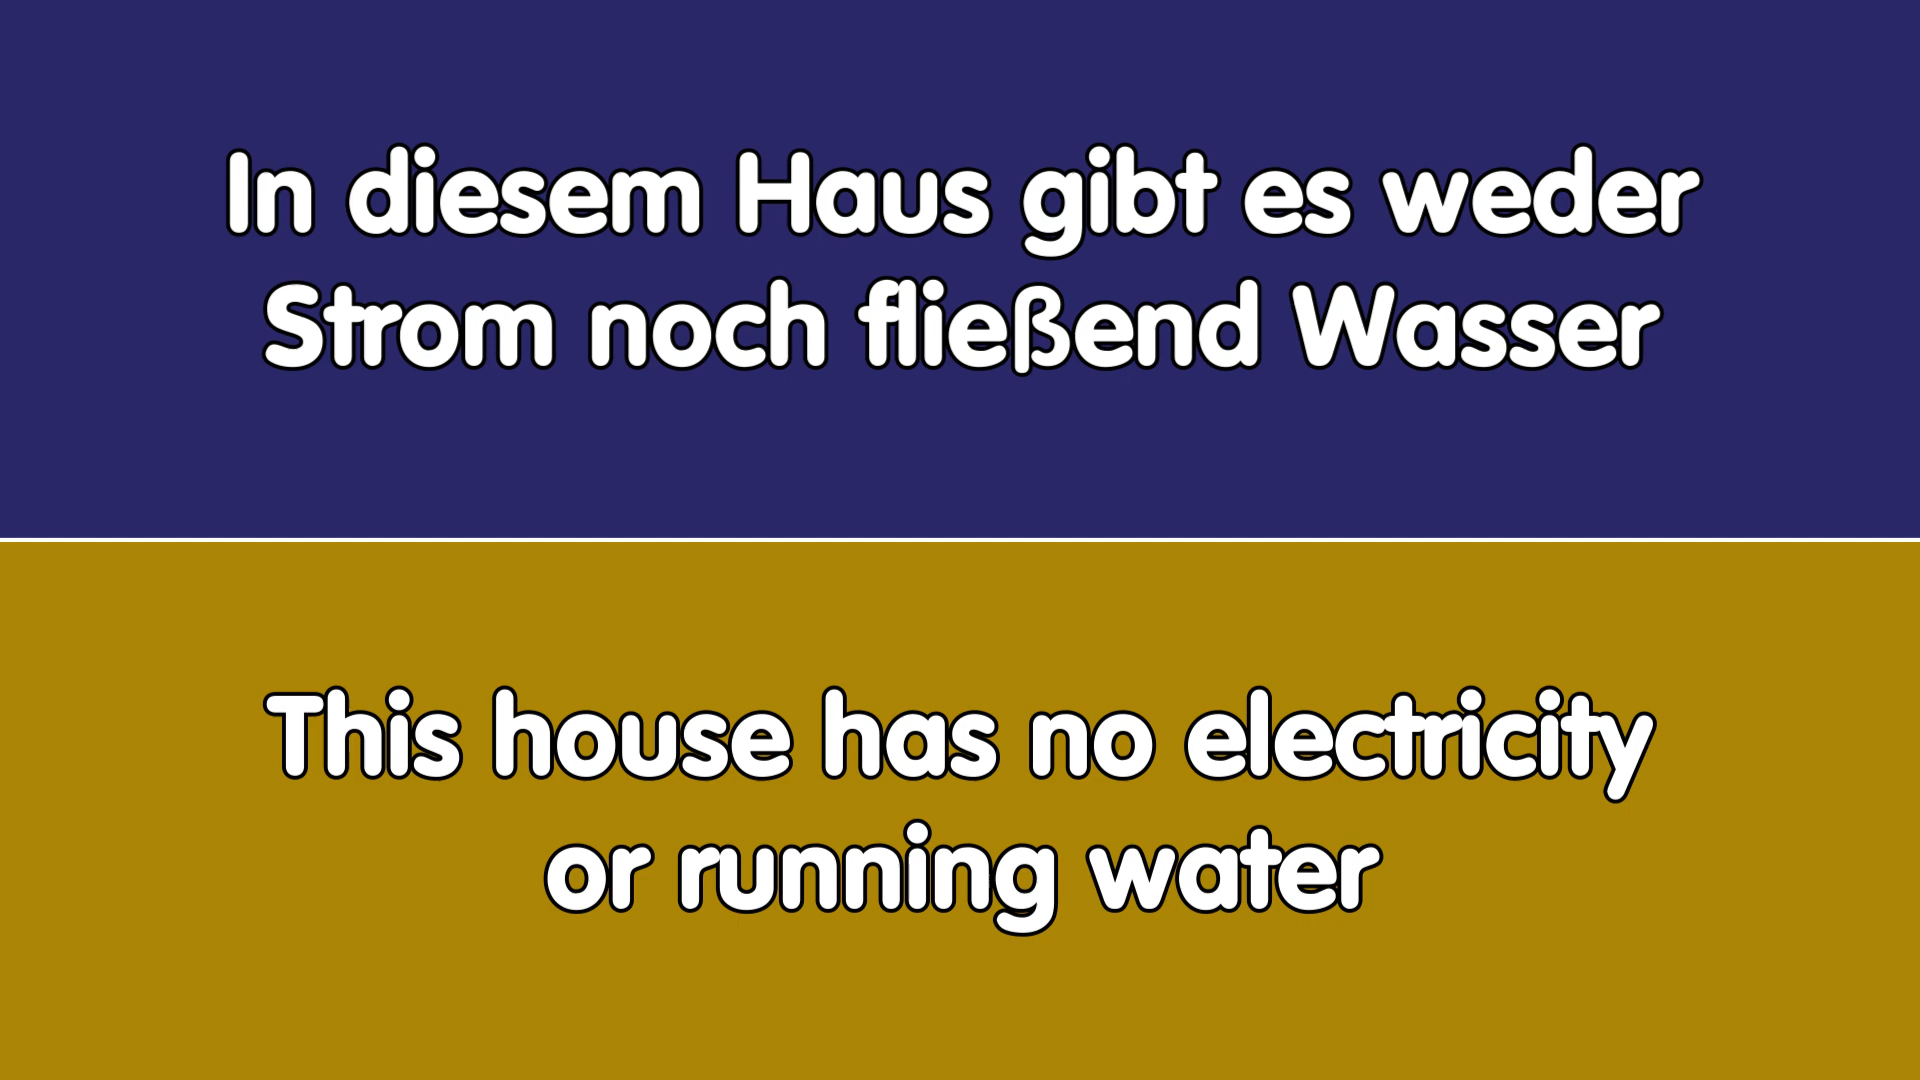 In diesem Haus gibt es weder
Strom noch fließend Wasser
This house has no electricity
or running water